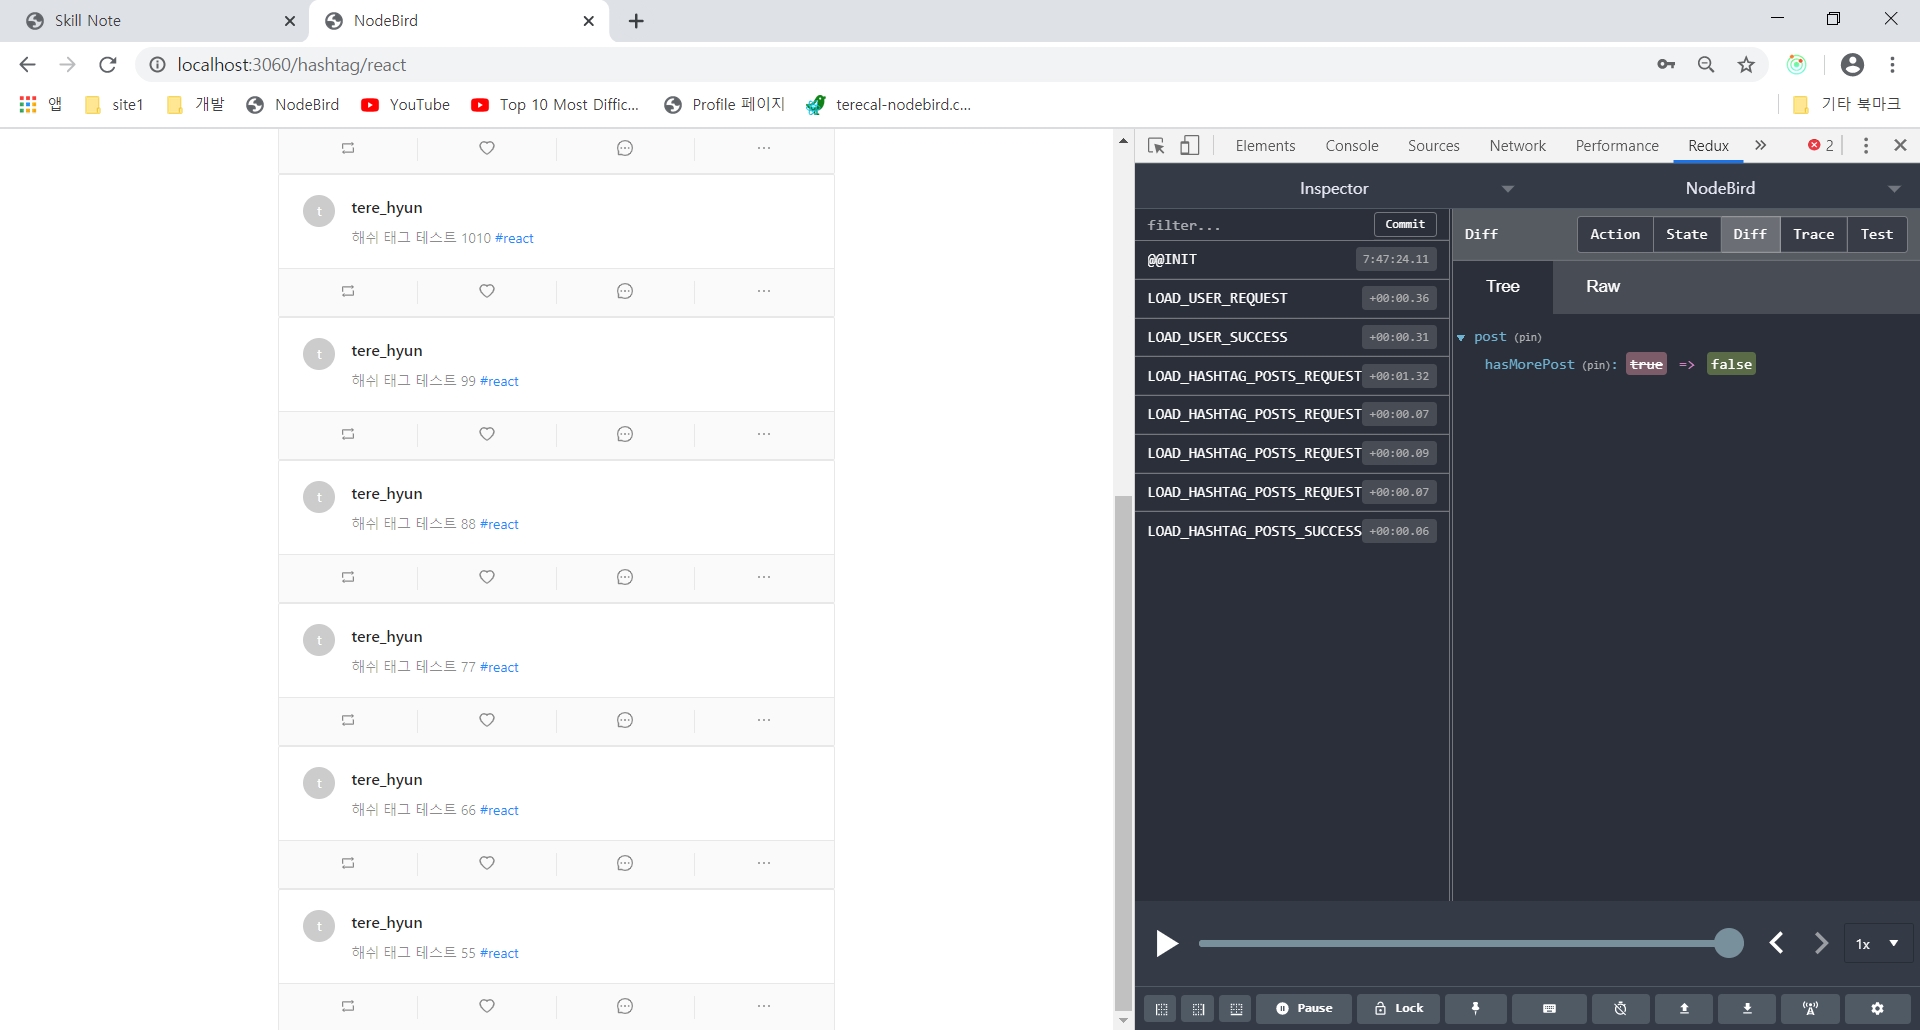 Skill Note
NodeBird
localhost:3060/hashtag/react
앱
site1
개발
NodeBird
YouTube
Top 10 Most Diffic...
Profile 페이지
terecal-nodebird.c...
기타 북마크
t
tere_hyun
해쉬 태그 테스트 1010 #react
t
tere_hyun
해쉬 태그 테스트 99 #react
t
tere_hyun
해쉬 태그 테스트 88 #react
t
tere_hyun
해쉬 태그 테스트 77 #react
t
tere_hyun
해쉬 태그 테스트 66 #react
t
tere_hyun
해쉬 태그 테스트 55 #react
Elements Console Sources Network Performance Redux » 2
Inspector
NodeBird
filter... Commit
@@INIT 7:47:24.11
LOAD_USER_REQUEST +00:00.36
LOAD_USER_SUCCESS +00:00.31
LOAD_HASHTAG_POSTS_REQUEST +00:01.32
LOAD_HASHTAG_POSTS_REQUEST +00:00.07
LOAD_HASHTAG_POSTS_REQUEST +00:00.09
LOAD_HASHTAG_POSTS_REQUEST +00:00.07
LOAD_HASHTAG_POSTS_SUCCESS +00:00.06
Diff Action State Diff Trace Test
Tree Raw
post (pin)
hasMorePost (pin): true => false
1x
Pause Lock